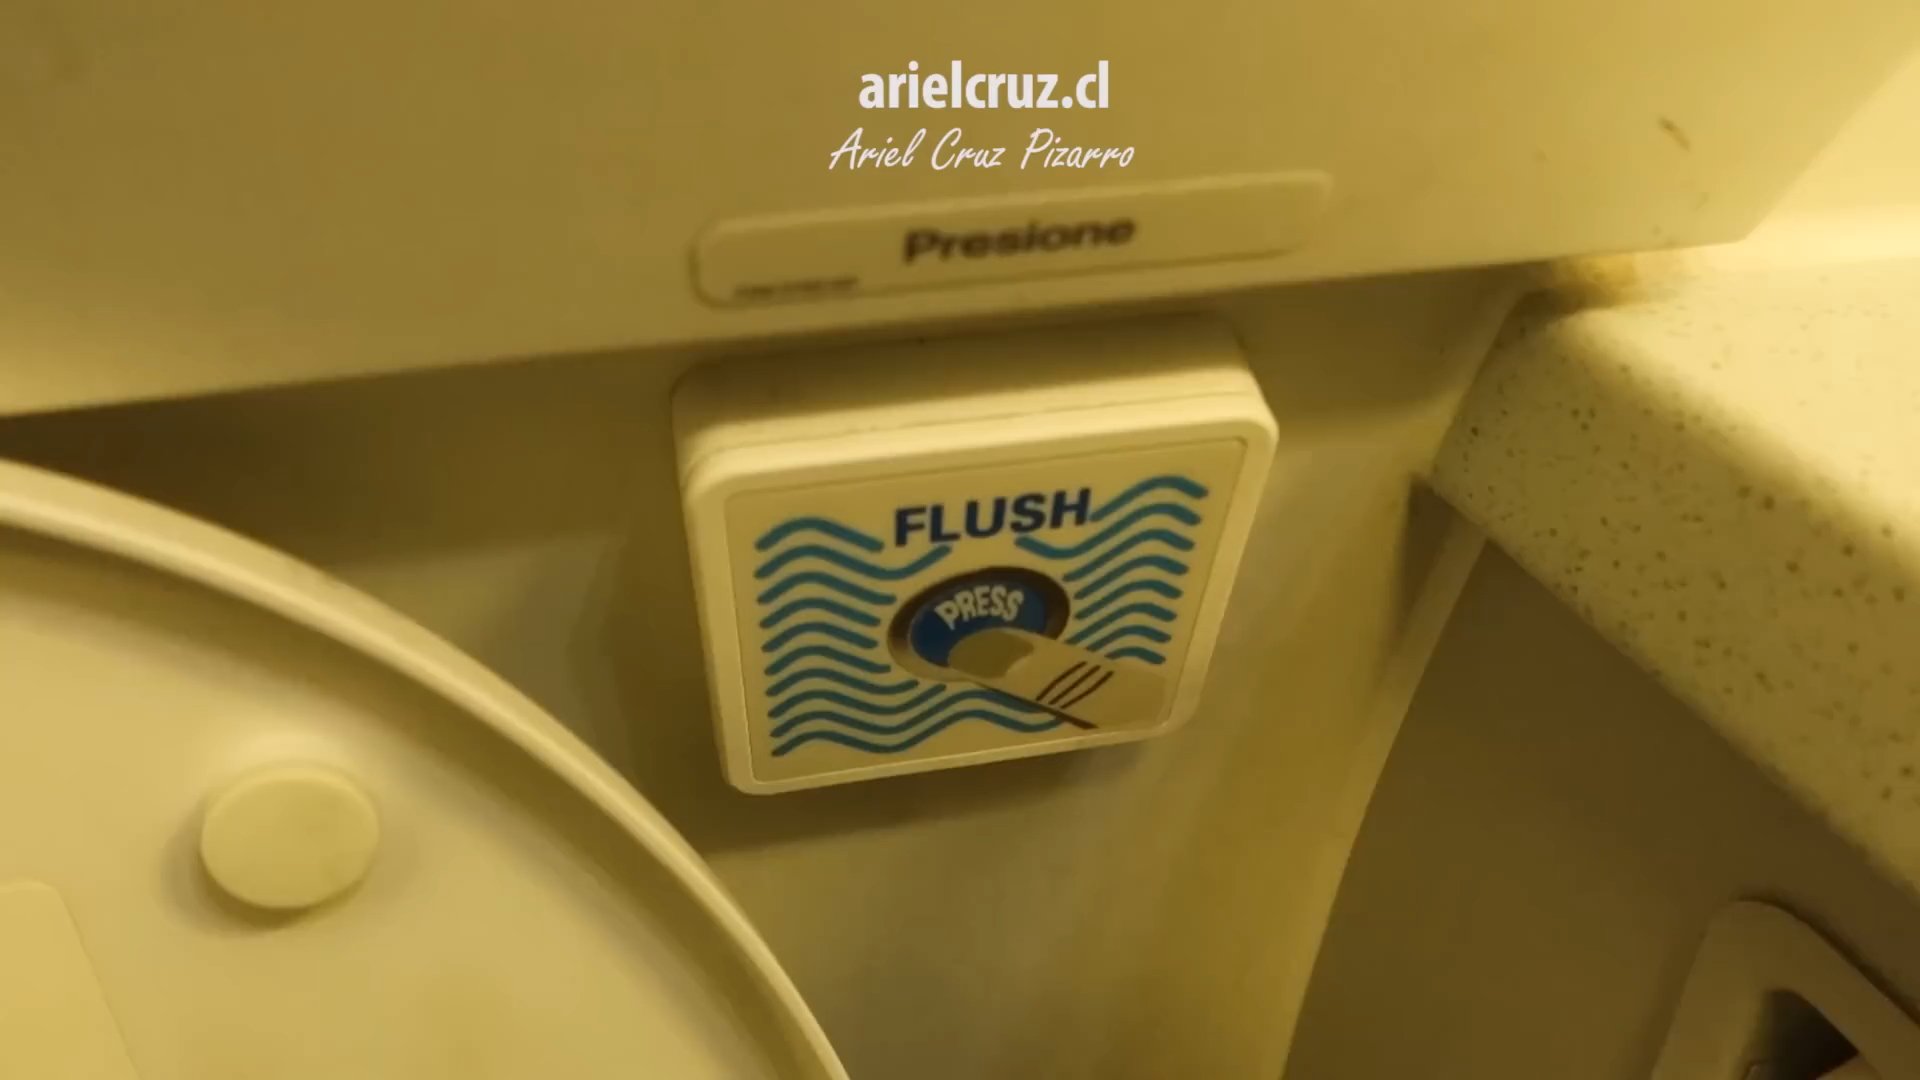 arielcruz.cl
Ariel Cruz Pizarro
Presione
FLUSH
PRESS